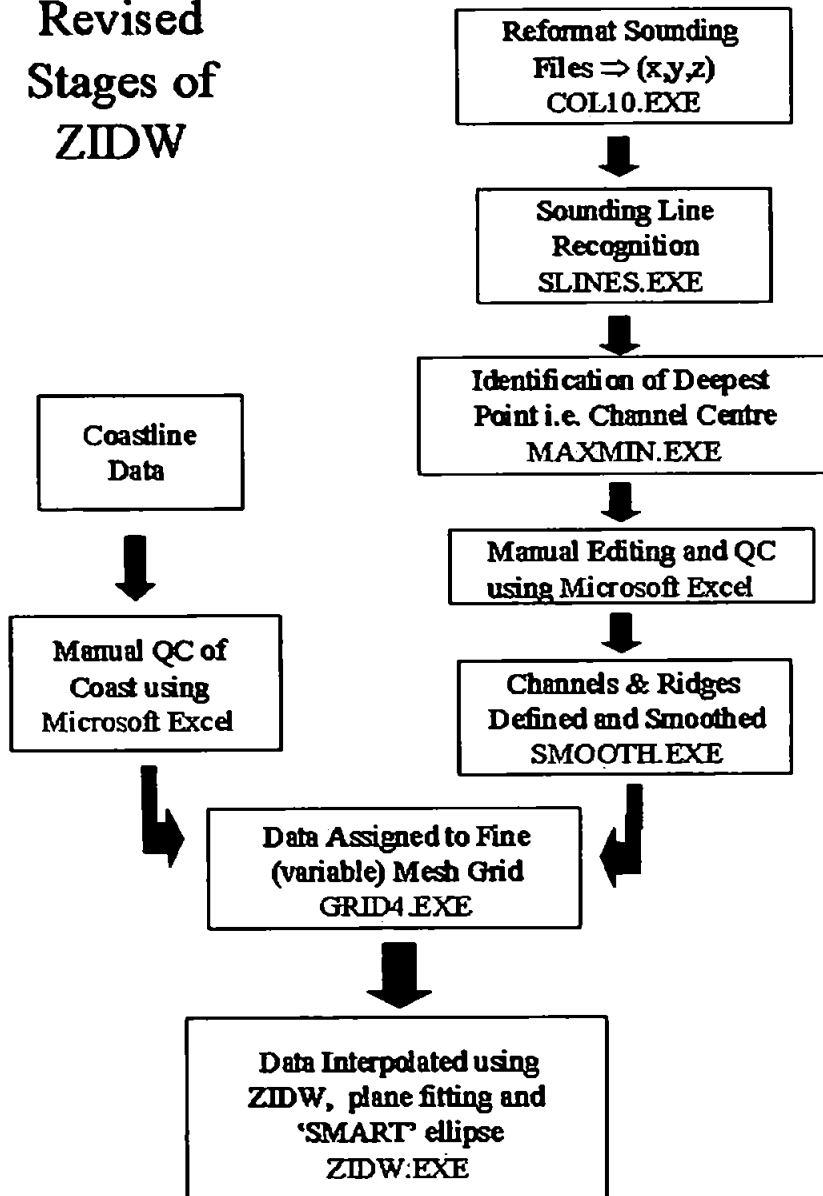 Revised
Stages of
ZIDW
Reformat Sounding
Files ⇒ (x,y,z)
COL10.EXE
Sounding Line
Recognition
SLINES.EXE
Identification of Deepest
Point i.e. Channel Centre
MAXMIN.EXE
Manual Editing and QC
using Microsoft Excel
Channels & Ridges
Defined and Smoothed
SMOOTH.EXE
Coastline
Data
Manual QC of
Coast using
Microsoft Excel
Data Assigned to Fine
(variable) Mesh Grid
GRID4.EXE
Data Interpolated using
ZIDW, plane fitting and
‘SMART’ ellipse
ZIDW.EXE